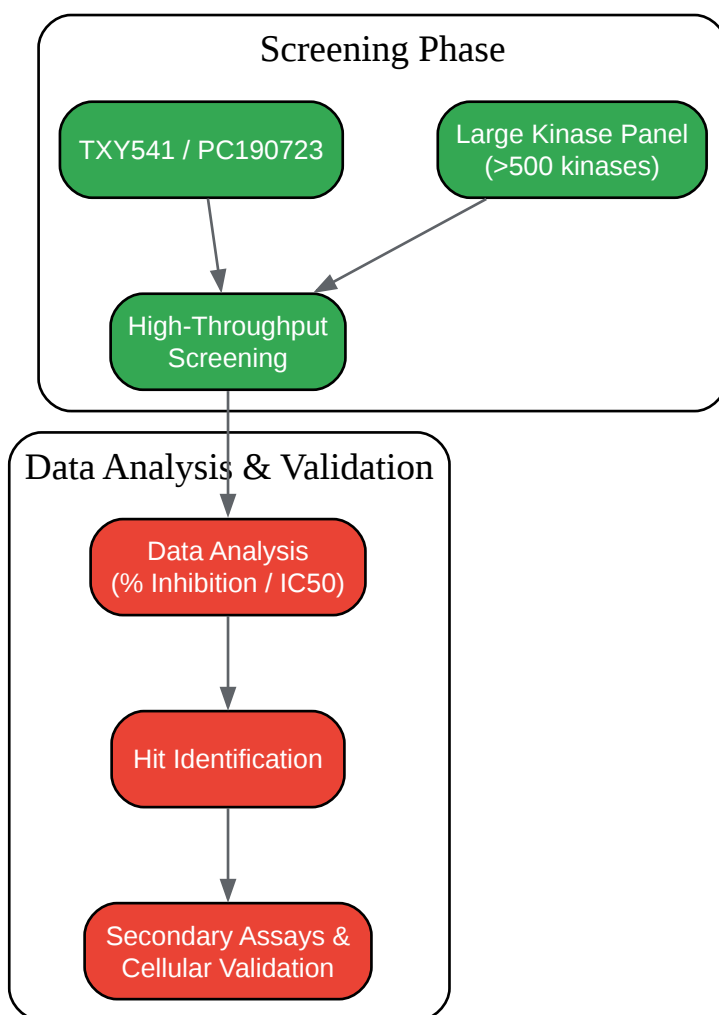 Screening Phase
TXY541 / PC190723
Large Kinase Panel
(>500 kinases)
High-Throughput
Screening
Data Analysis & Validation
Data Analysis
(% Inhibition / IC50)
Hit Identification
Secondary Assays &
Cellular Validation